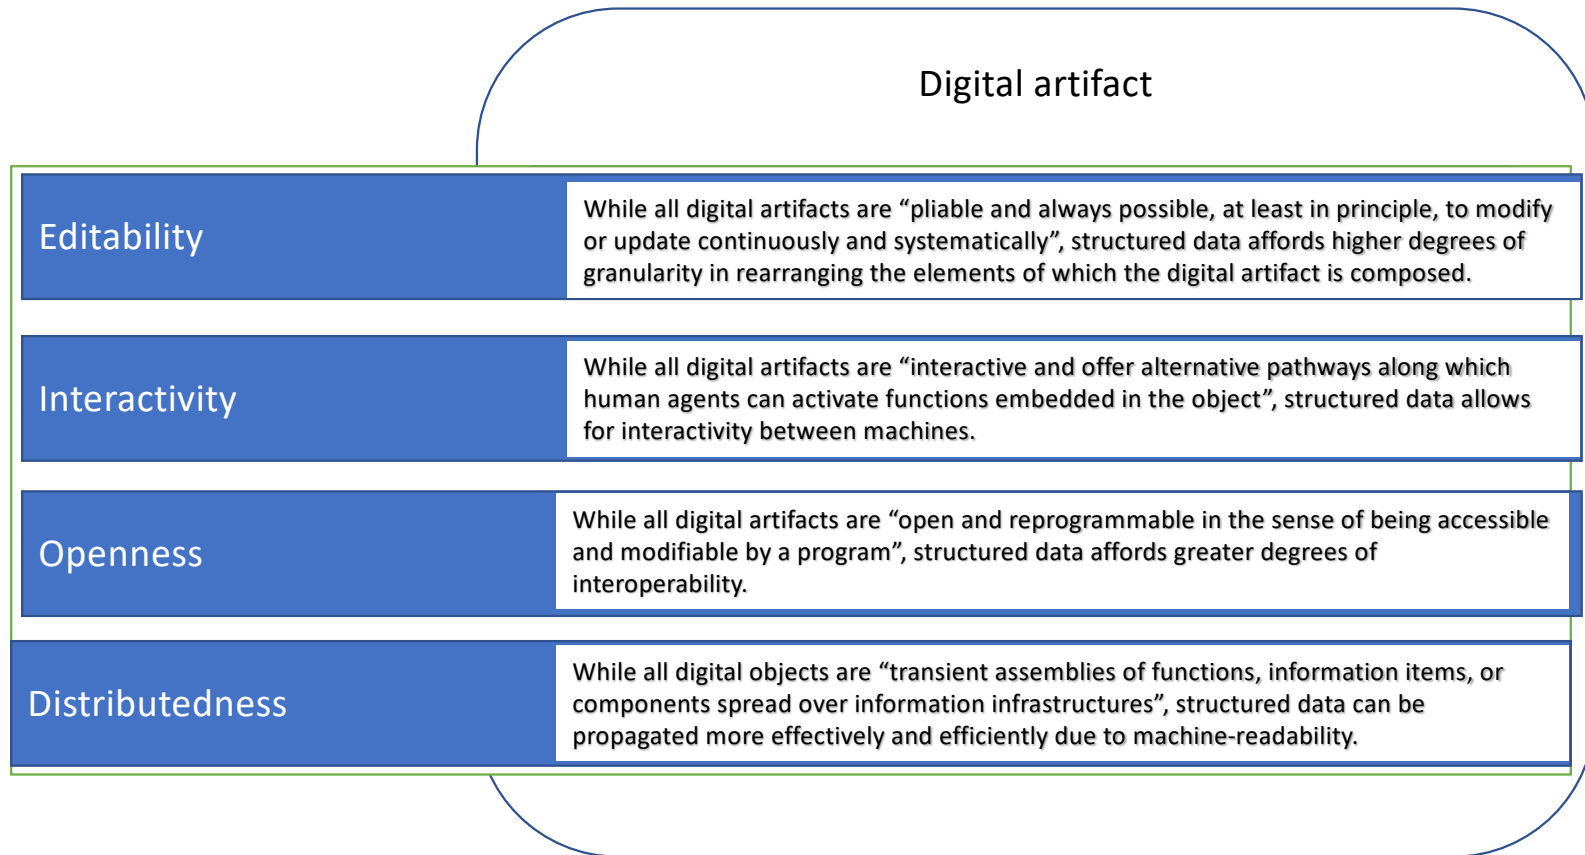 Digital artifact
Editability
While all digital artifacts are “pliable and always possible, at least in principle, to modify
or update continuously and systematically”, structured data affords higher degrees of
granularity in rearranging the elements of which the digital artifact is composed.
Interactivity
While all digital artifacts are “interactive and offer alternative pathways along which
human agents can activate functions embedded in the object”, structured data allows
for interactivity between machines.
Openness
While all digital artifacts are “open and reprogrammable in the sense of being accessible
and modifiable by a program”, structured data affords greater degrees of
interoperability.
Distributedness
While all digital objects are “transient assemblies of functions, information items, or
components spread over information infrastructures”, structured data can be
propagated more effectively and efficiently due to machine-readability.